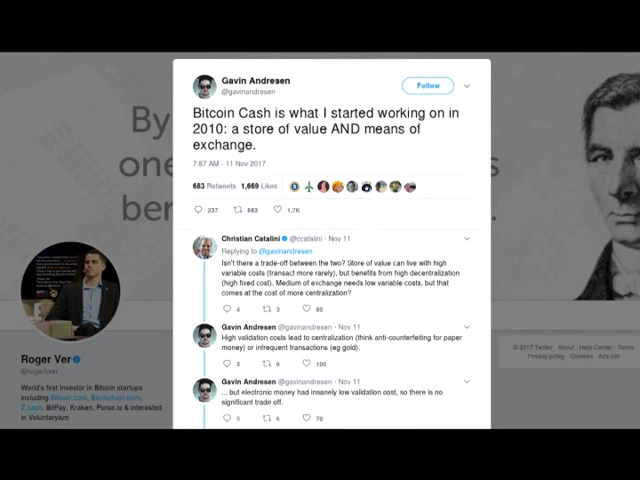 Gavin Andresen
@gavinandresen
Follow
Bitcoin Cash is what I started working on in
2010: a store of value AND means of
exchange.
7:57 AM - 11 Nov 2017
683 Retweets 1,669 Likes
237 683 1.7K
Christian Catalini @ccatalini · Nov 11
Replying to @gavinandresen
Isn't there a trade-off between the two? Store of value can live with high
variable costs (transact more rarely), but benefits from high decentralization
(high fixed cost). Medium of exchange needs low variable costs, but that
comes at the cost of more centralization?
4 3 80
Gavin Andresen @gavinandresen · Nov 11
High validation costs lead to centralization (think anti-counterfeiting for paper
money) or infrequent transactions (eg gold).
3 9 109
Gavin Andresen @gavinandresen · Nov 11
... but electronic money had insanely low validation cost, so there is no
significant trade off.
5 6 70
By
one
ber
s
.
Roger Ver
@rogerkver
World's first investor in Bitcoin startups
including Bitcoin.com, Blockchain.com,
Z.cash, BitPay, Kraken, Purse.io & interested
in Voluntaryism
© 2017 Twitter About Help Center Terms
Privacy policy Cookies Ads info